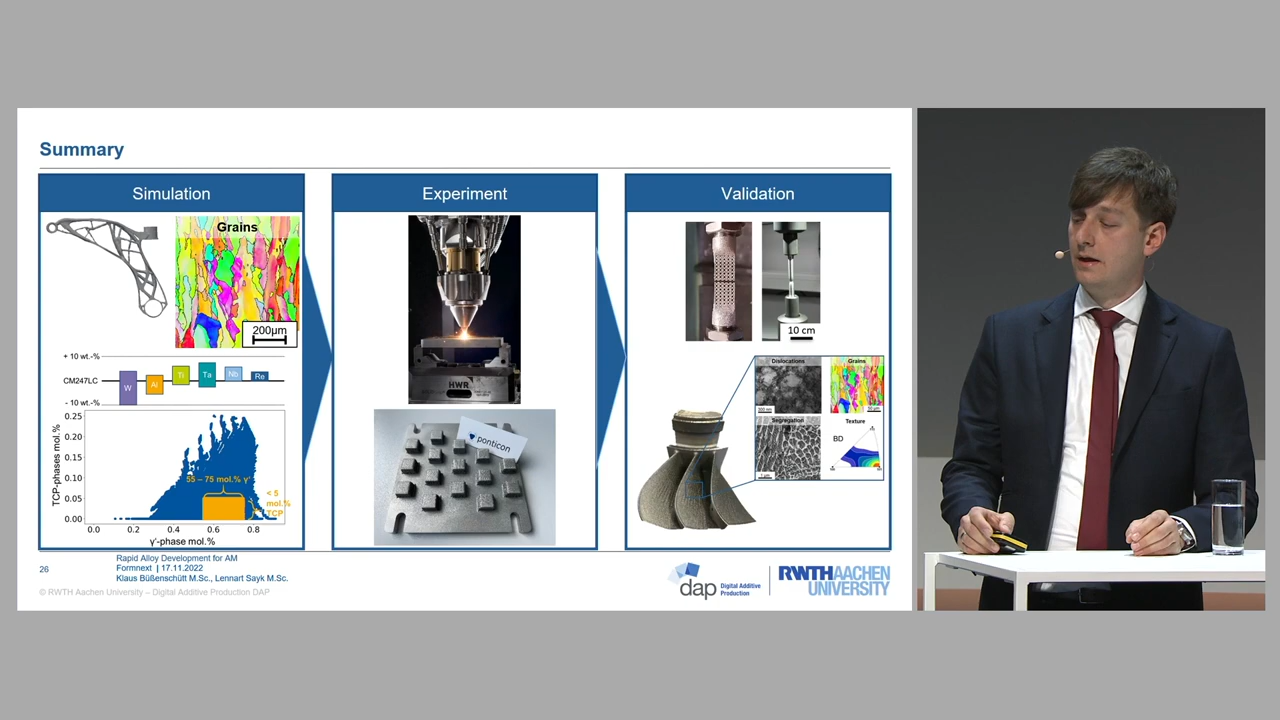 Summary
Simulation
Grains
200µm
+ 10 wt.-%
CM247LC
- 10 wt.-%
W
Al
Ti
Ta
Nb
Re
TCP-phases mol.%
0.25
0.20
0.15
0.10
0.05
0.00
55 – 75 mol.% γ'
< 5
mol.%
TCP
0.0 0.2 0.4 0.6 0.8
γ'-phase mol.%
Experiment
HWR
ponticon
Validation
10 cm
Dislocations
Grains
Segregation
Texture
BD
26
Rapid Alloy Development for AM
Formnext | 17.11.2022
Klaus Büßenschütt M.Sc., Lennart Sayk M.Sc.
© RWTH Aachen University – Digital Additive Production DAP
dap
Digital Additive
Production
RWTHAACHEN
UNIVERSITY